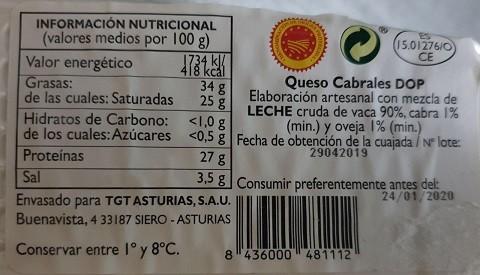 INFORMACIÓN NUTRICIONAL
(valores medios por 100 g)
Valor energético 1734 kJ/
418 kcal
Grasas: 34 g
de las cuales: Saturadas 25 g
Hidratos de Carbono: <1,0 g
de los cuales: Azúcares <0,5 g
Proteínas 27 g
Sal 3,5 g
Envasado para TGT ASTURIAS, S.A.U.
Buenavista, 4 33187 SIERO - ASTURIAS
Conservar entre 1° y 8°C.
®
ES
15.01276/O
CE
Queso Cabrales DOP
Elaboración artesanal con mezcla de
LECHE cruda de vaca 90%, cabra 1%
(min.) y oveja 1% (min.)
Fecha de obtención de la cuajada / Nº lote:
29042019
Consumir preferentemente antes del:
24/01/2020
8 436000 481112